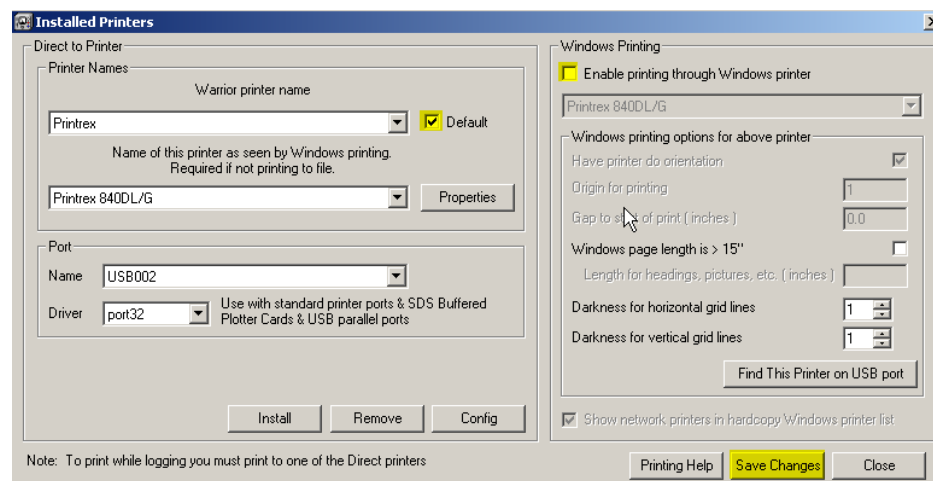 Installed Printers
Direct to Printer
Printer Names
Warrior printer name
Printrex
Default
Name of this printer as seen by Windows printing.
Required if not printing to file.
Printrex 840DL/G
Properties
Port
Name USB002
Driver port32
Use with standard printer ports & SDS Buffered
Plotter Cards & USB parallel ports
Install Remove Config
Note: To print while logging you must print to one of the Direct printers
Windows Printing
Enable printing through Windows printer
Printrex 840DL/G
Windows printing options for above printer
Have printer do orientation
Origin for printing 1
Gap to start of print ( inches ) 0.0
Windows page length is > 15"
Length for headings, pictures, etc. ( inches )
Darkness for horizontal grid lines 1
Darkness for vertical grid lines 1
Find This Printer on USB port
Show network printers in hardcopy Windows printer list
Printing Help Save Changes Close